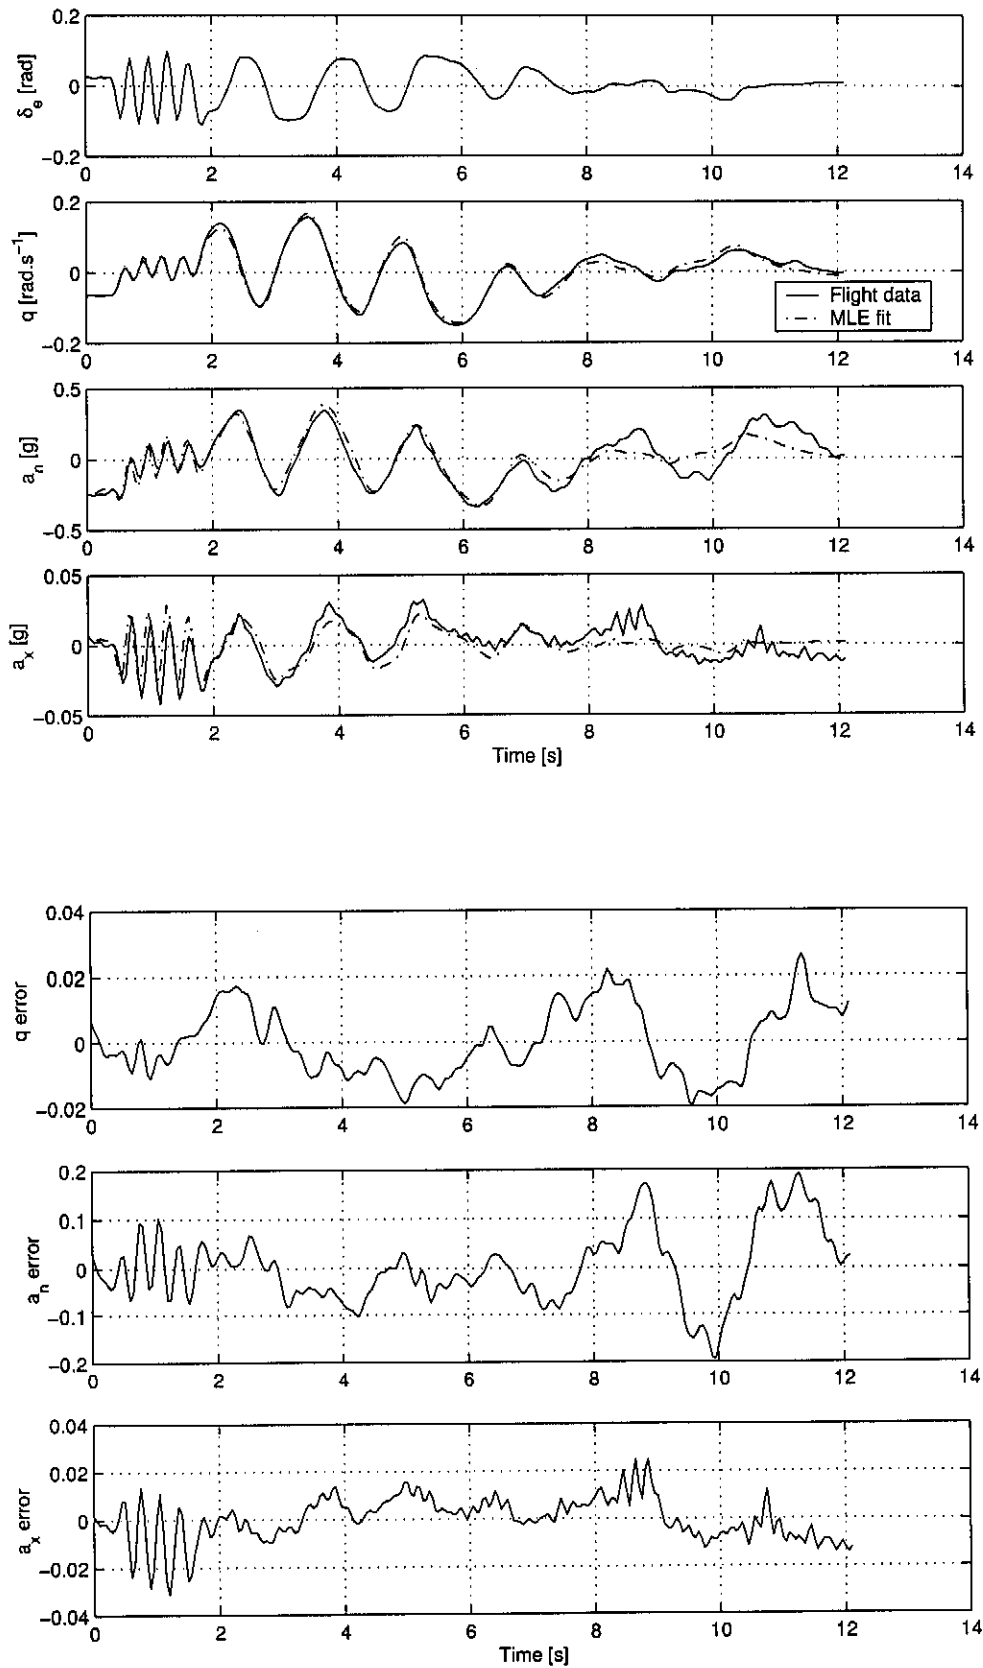 0.2
0
−0.2
δe [rad]
0 2 4 6 8 10 12 14
0.2
0
−0.2
q [rad.s⁻¹]
Flight data
MLE fit
0 2 4 6 8 10 12 14
0.5
0
−0.5
an [g]
0 2 4 6 8 10 12 14
0.05
0
−0.05
ax [g]
0 2 4 6 8 10 12 14
Time [s]
0.04
0.02
0
−0.02
q error
0 2 4 6 8 10 12 14
0.2
0.1
0
−0.1
−0.2
an error
0 2 4 6 8 10 12 14
0.04
0.02
0
−0.02
−0.04
ax error
0 2 4 6 8 10 12 14
Time [s]